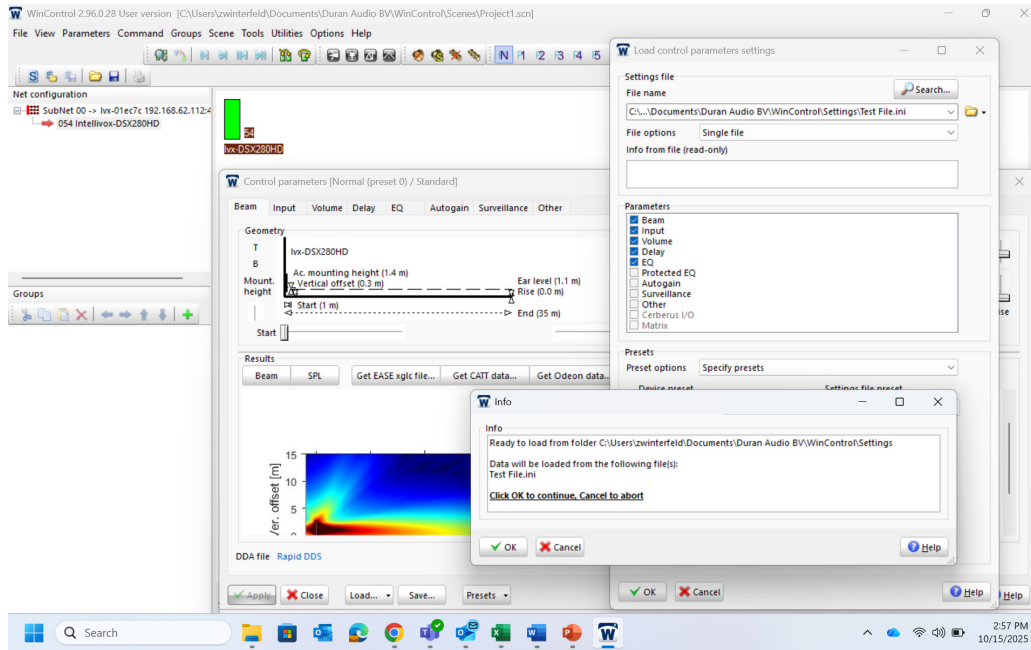 WinControl 2.96.0.28 User version [C:\Users\zwinterfeld\Documents\Duran Audio BV\WinControl\Scenes\Project1.scn]
File View Parameters Command Groups Scene Tools Utilities Options Help
N P1 P2 P3 P4 P5
S
Net configuration
SubNet 00 -> lvx-01ec7c 192.168.62.112:4
054 Intellivox-DSX280HD
54
lvx-DSX280HD
Groups
Control parameters [Normal (preset 0) / Standard]
Beam Input Volume Delay EQ Autogain Surveillance Other
Geometry
T
B
Mount.
height
lvx-DSX280HD
Ac. mounting height (1.4 m)
Vertical offset (0.3 m)
Ear level (1.1 m)
Rise (0.0 m)
Start (1 m)
End (35 m)
Start
Results
Beam SPL Get EASE xglc file... Get CATT data... Get Odeon data...
15
10
5
0
Ver. offset [m]
DDA file Rapid DDS
Apply Close Load... Save... Presets
Help
Load control parameters settings
Settings file
File name
Search...
C:\...\Documents\Duran Audio BV\WinControl\Settings\Test File.ini
File options Single file
Info from file (read-only)
Parameters
Beam
Input
Volume
Delay
EQ
Protected EQ
Autogain
Surveillance
Other
Cerberus I/O
Matrix
Presets
Preset options Specify presets
Device preset Settings file preset
OK Cancel Help
Info
Info
Ready to load from folder C:\Users\zwinterfeld\Documents\Duran Audio BV\WinControl\Settings
Data will be loaded from the following file(s):
Test File.ini
Click OK to continue, Cancel to abort
OK Cancel Help
Search
2:57 PM
10/15/2025